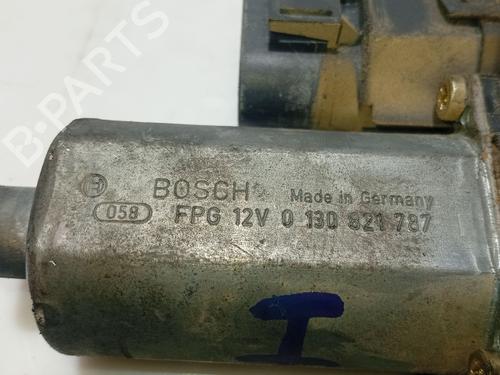 B-PARTS
BOSCH Made in Germany
058 FPG 12V 0 130 821 787
I